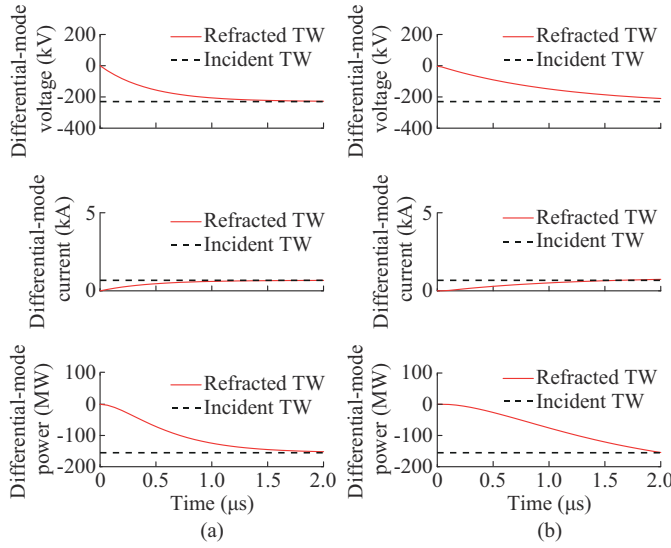 Differential-mode
voltage (kV)
200
0
-200
-400
Refracted TW
Incident TW
Differential-mode
voltage (kV)
200
0
-200
-400
Refracted TW
Incident TW
Differential-mode
current (kA)
5
0
Refracted TW
Incident TW
Differential-mode
current (kA)
5
0
Refracted TW
Incident TW
Differential-mode
power (MW)
100
0
-100
-200
Refracted TW
Incident TW
0 0.5 1.0 1.5 2.0
Time (μs)
(a)
Differential-mode
power (MW)
100
0
-100
-200
Refracted TW
Incident TW
0 0.5 1.0 1.5 2.0
Time (μs)
(b)